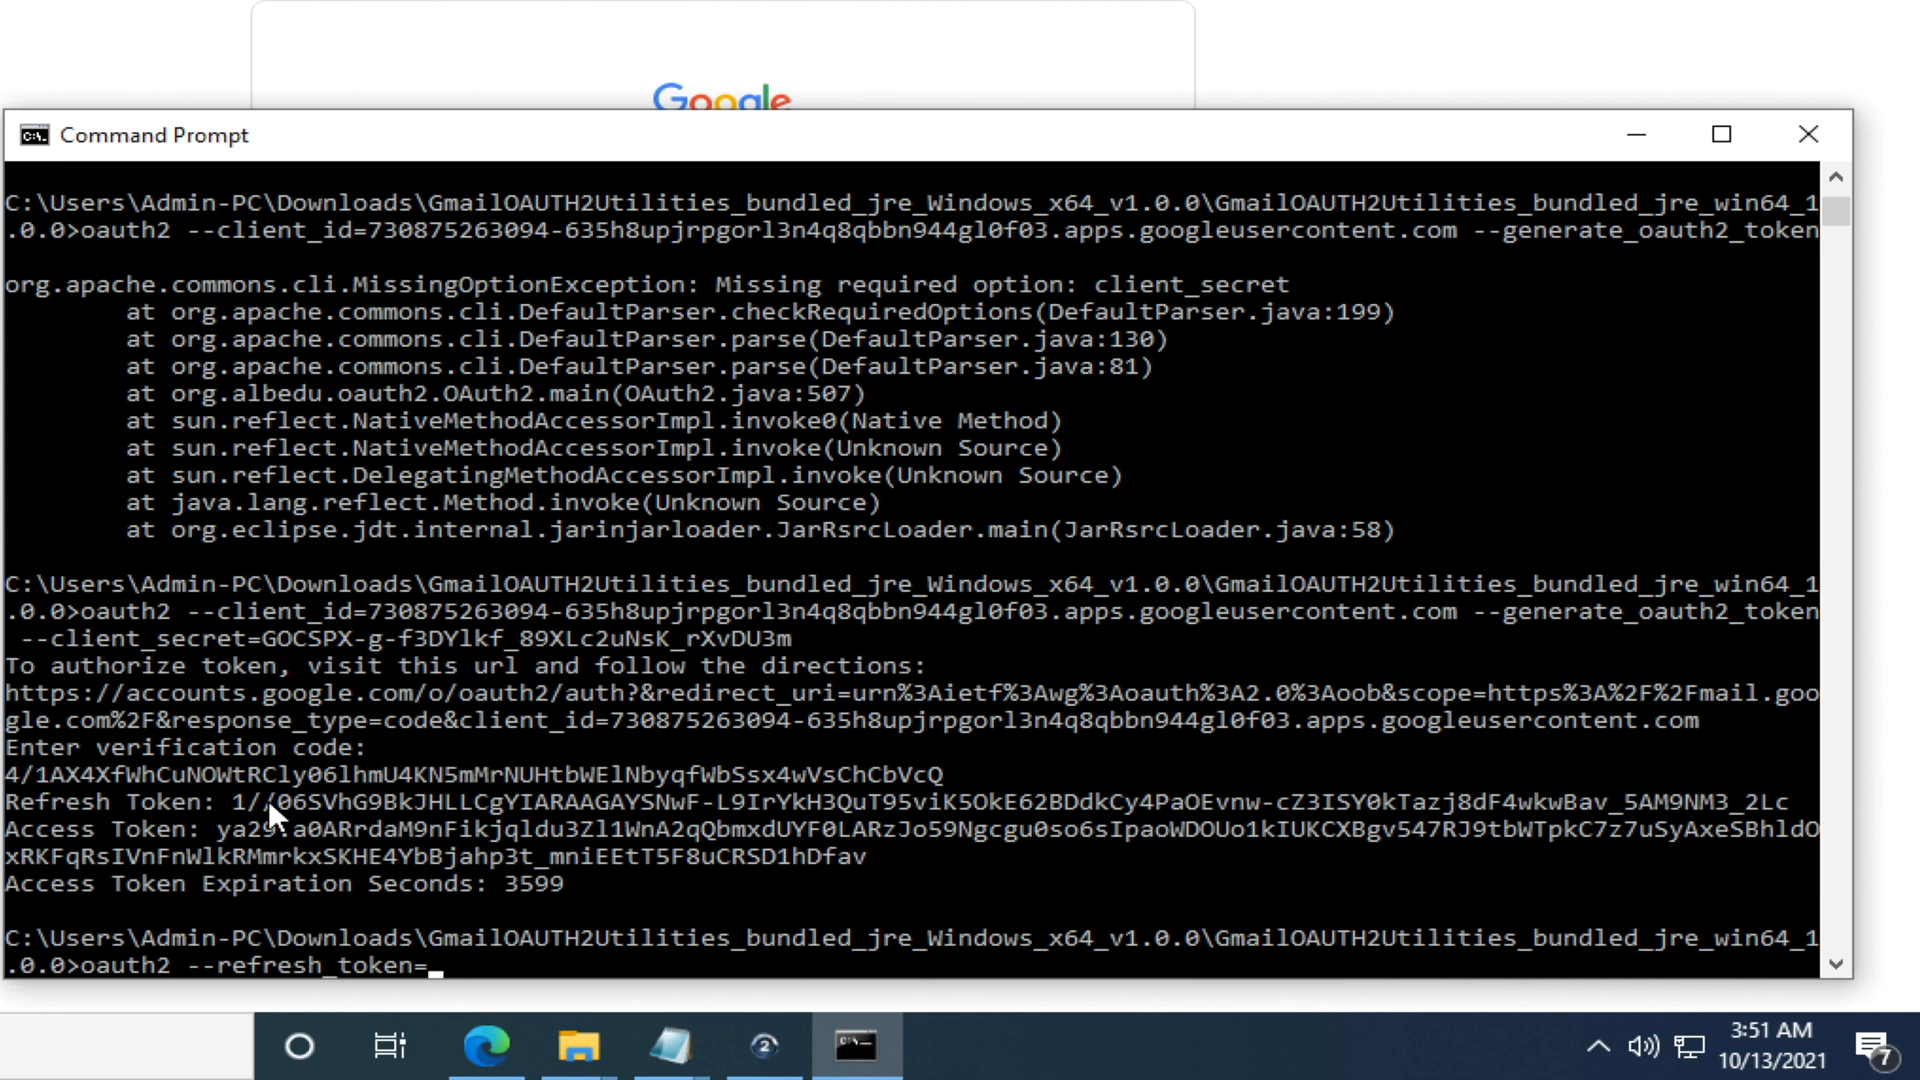 Google
Command Prompt
C:\Users\Admin-PC\Downloads\GmailOAUTH2Utilities_bundled_jre_Windows_x64_v1.0.0\GmailOAUTH2Utilities_bundled_jre_win64_1
.0.0>oauth2 --client_id=730875263094-635h8upjrpgorl3n4q8qbbn944gl0f03.apps.googleusercontent.com --generate_oauth2_token
org.apache.commons.cli.MissingOptionException: Missing required option: client_secret
at org.apache.commons.cli.DefaultParser.checkRequiredOptions(DefaultParser.java:199)
at org.apache.commons.cli.DefaultParser.parse(DefaultParser.java:130)
at org.apache.commons.cli.DefaultParser.parse(DefaultParser.java:81)
at org.albedu.oauth2.OAuth2.main(OAuth2.java:507)
at sun.reflect.NativeMethodAccessorImpl.invoke0(Native Method)
at sun.reflect.NativeMethodAccessorImpl.invoke(Unknown Source)
at sun.reflect.DelegatingMethodAccessorImpl.invoke(Unknown Source)
at java.lang.reflect.Method.invoke(Unknown Source)
at org.eclipse.jdt.internal.jarinjarloader.JarRsrcLoader.main(JarRsrcLoader.java:58)
C:\Users\Admin-PC\Downloads\GmailOAUTH2Utilities_bundled_jre_Windows_x64_v1.0.0\GmailOAUTH2Utilities_bundled_jre_win64_1
.0.0>oauth2 --client_id=730875263094-635h8upjrpgorl3n4q8qbbn944gl0f03.apps.googleusercontent.com --generate_oauth2_token
--client_secret=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
To authorize token, visit this url and follow the directions:
https://accounts.google.com/o/oauth2/auth?&redirect_uri=urn%3Aietf%3Awg%3Aoauth%3A2.0%3Aoob&scope=https%3A%2F%2Fmail.goo
gle.com%2F&response_type=code&client_id=730875263094-635h8upjrpgorl3n4q8qbbn944gl0f03.apps.googleusercontent.com
Enter verification code:
4/1AX4XfWhCuNOWtRCly06lhmU4KN5mMrNUHtbWElNbyqfWbSsx4wVsChCbVcQ
Refresh Token: 1//06SVhG9BkJHLLCgYIARAAGAYSNwF-L9IrYkH3QuT95viK5OkE62BDdkCy4PaOEvnw-cZ3ISY0kTazj8dF4wkwBav_5AM9NM3_2Lc
Access Token: xRKFqRsIVnFnWlkRMmrkxSKHE4YbBjahp3t_mniEEtT5F8uCRSD1hDfav
Access Token Expiration Seconds: 3599
C:\Users\Admin-PC\Downloads\GmailOAUTH2Utilities_bundled_jre_Windows_x64_v1.0.0\GmailOAUTH2Utilities_bundled_jre_win64_1
.0.0>oauth2 --refresh_token=
3:51 AM
10/13/2021
7